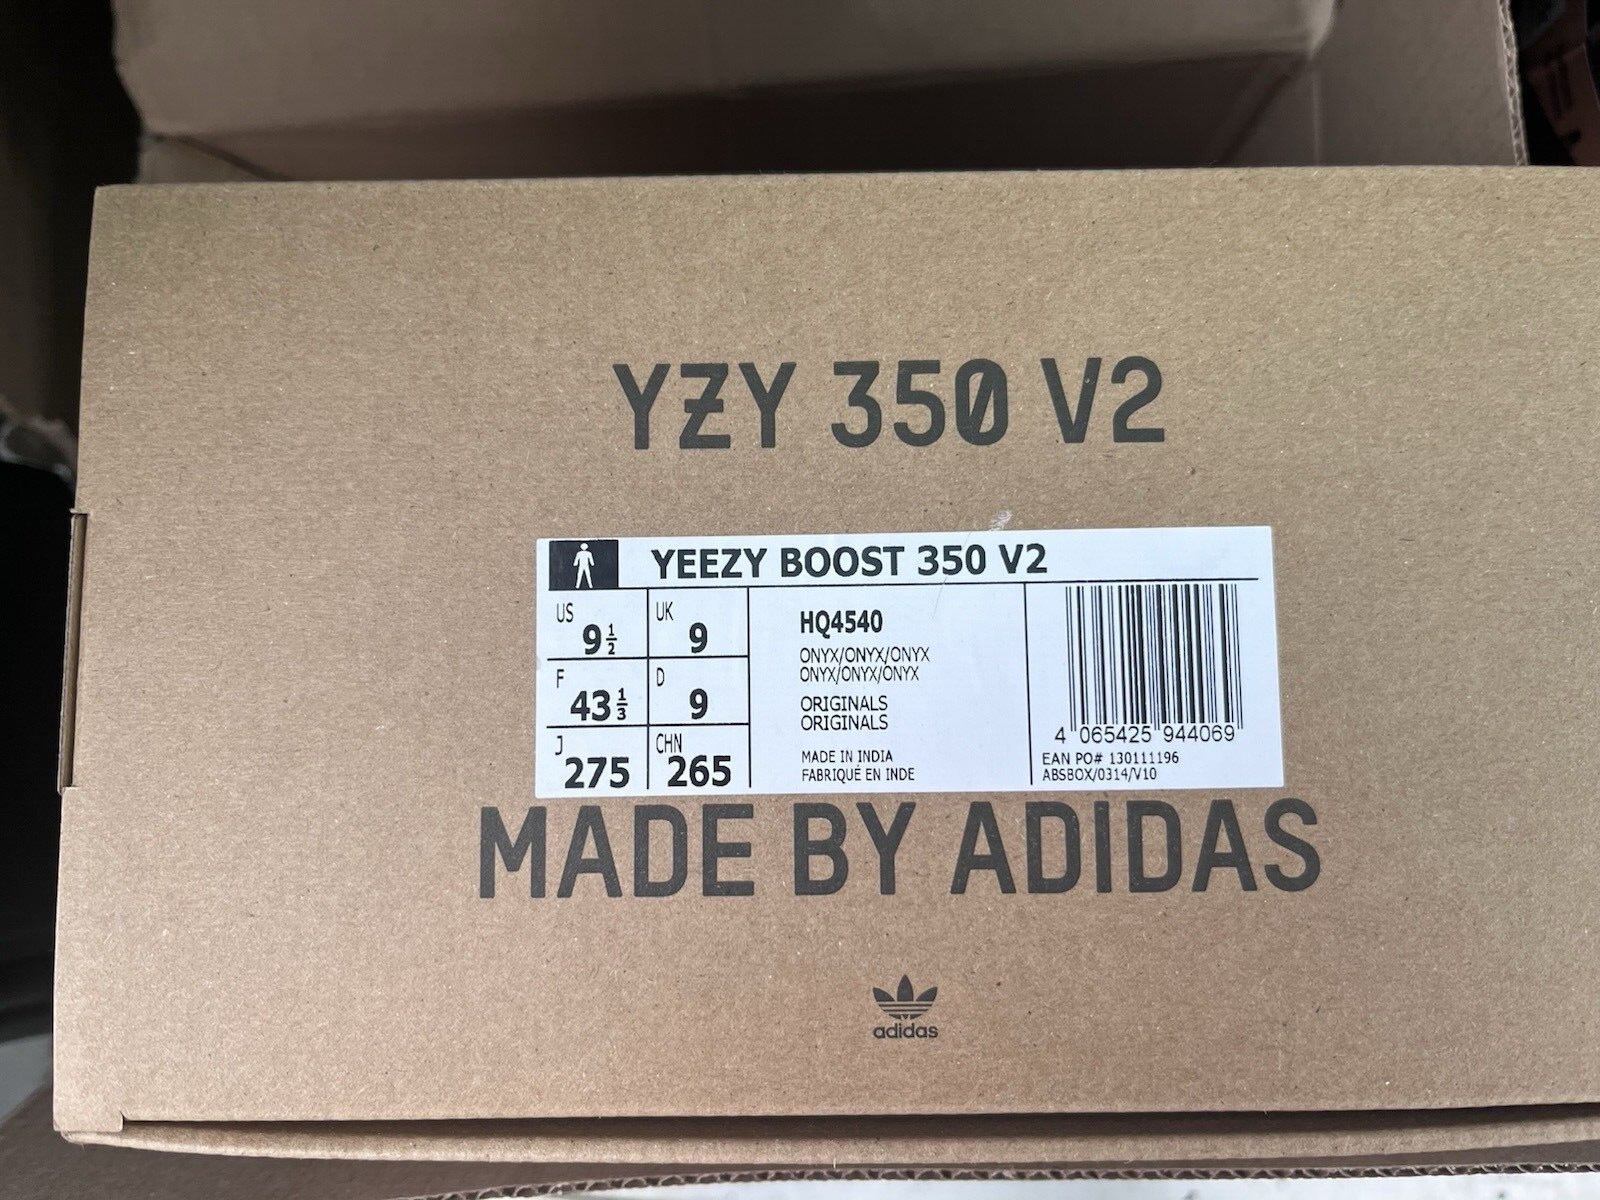 YZY 350 V2
YEEZY BOOST 350 V2
US 9 1/2
UK 9
F 43 1/3
D 9
J 275
CHN 265
HQ4540
ONYX/ONYX/ONYX
ONYX/ONYX/ONYX
ORIGINALS
ORIGINALS
MADE IN INDIA
FABRIQUÉ EN INDE
4 065425 944069
EAN PO# 130111196
ABSBOX/0314/V10
MADE BY ADIDAS
adidas